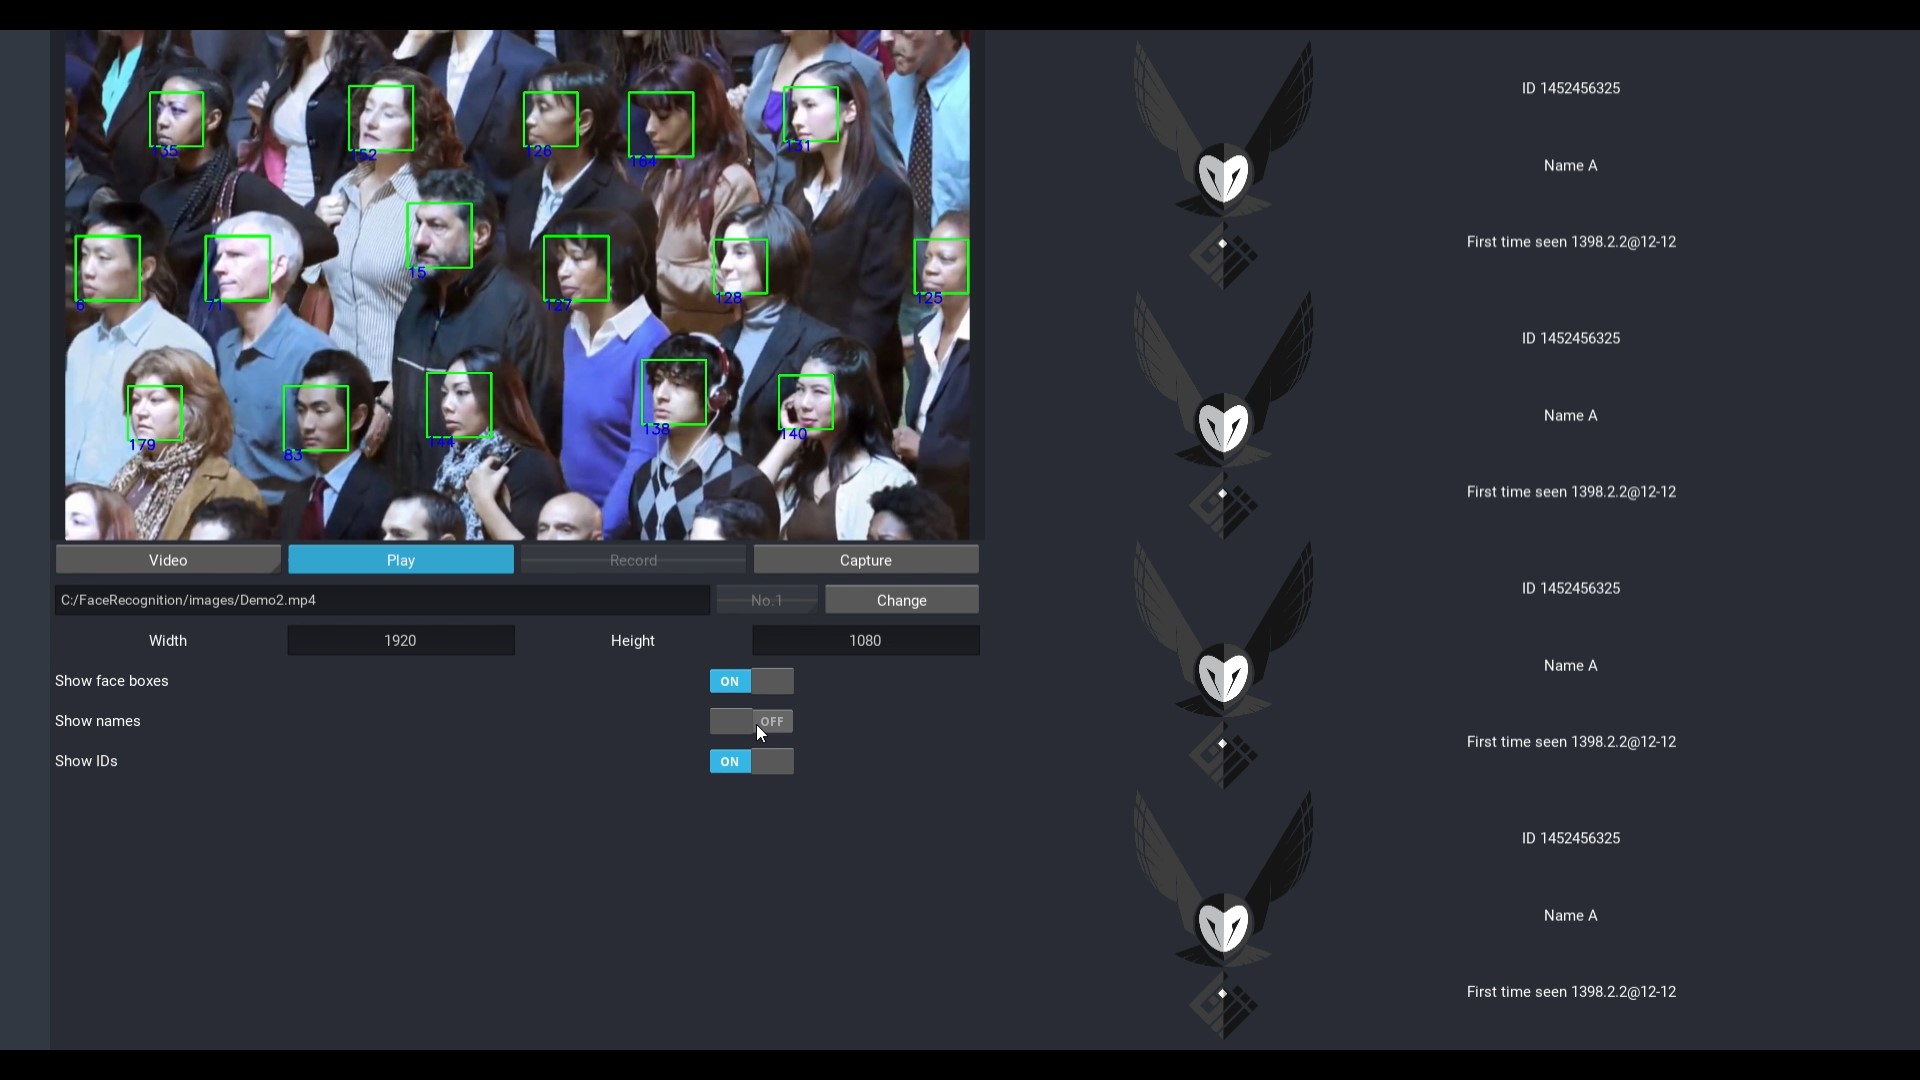 135
152
126
164
131
6
71
15
127
128
125
179
83
144
138
140
Video Play Record Capture
C:/FaceRecognition/images/Demo2.mp4 No.1 Change
Width 1920 Height 1080
Show face boxes ON
Show names OFF
Show IDs ON
ID 1452456325
Name A
First time seen 1398.2.2@12-12
ID 1452456325
Name A
First time seen 1398.2.2@12-12
ID 1452456325
Name A
First time seen 1398.2.2@12-12
ID 1452456325
Name A
First time seen 1398.2.2@12-12